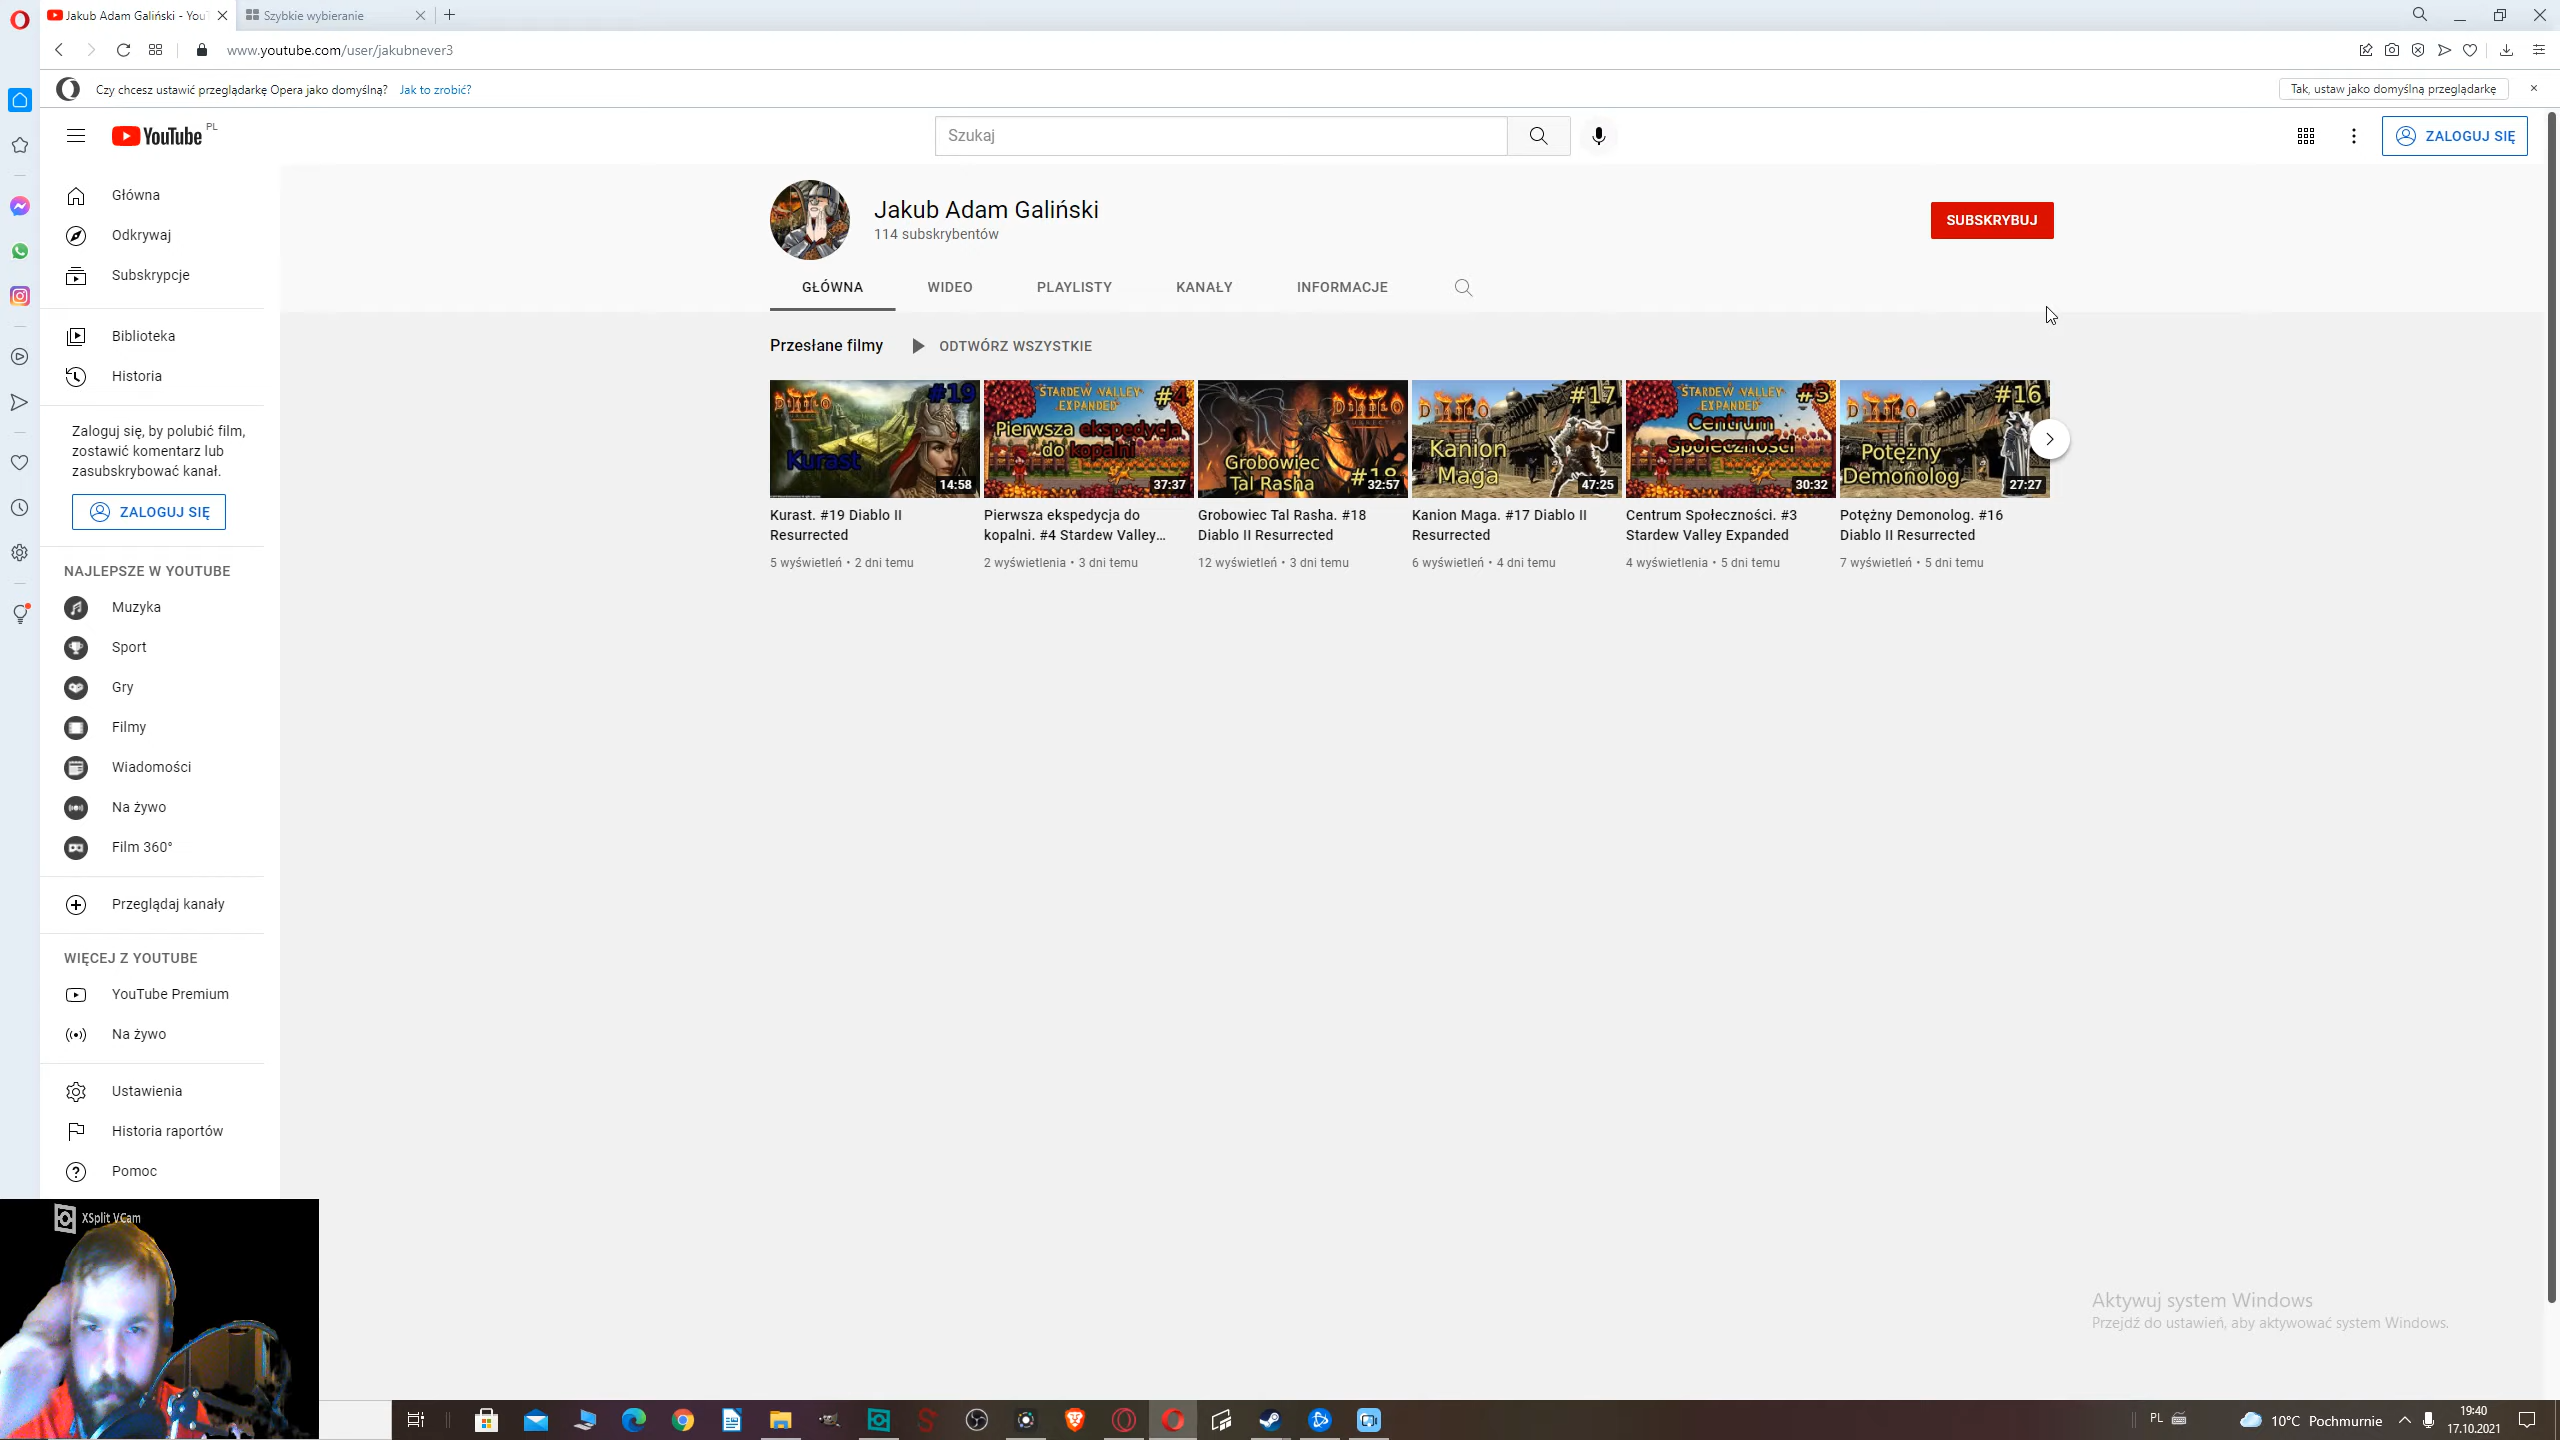 Jakub Adam Galiński - You
Szybkie wybieranie
www.youtube.com/user/jakubnever3
Czy chcesz ustawić przeglądarkę Opera jako domyślną?
Jak to zrobić?
Tak, ustaw jako domyślną przeglądarkę
YouTube PL
Szukaj
ZALOGUJ SIĘ
Główna
Odkrywaj
Subskrypcje
Biblioteka
Historia
Zaloguj się, by polubić film,
zostawić komentarz lub
zasubskrybować kanał.
ZALOGUJ SIĘ
NAJLEPSZE W YOUTUBE
Muzyka
Sport
Gry
Filmy
Wiadomości
Na żywo
Film 360°
Przeglądaj kanały
WIĘCEJ Z YOUTUBE
YouTube Premium
Na żywo
Ustawienia
Historia raportów
Pomoc
Jakub Adam Galiński
114 subskrybentów
SUBSKRYBUJ
GŁÓWNA
WIDEO
PLAYLISTY
KANAŁY
INFORMACJE
Przesłane filmy
ODTWÓRZ WSZYSTKIE
DIABLO
#19
Kurast
14:58
Kurast. #19 Diablo II
Resurrected
5 wyświetleń • 2 dni temu
STARDEW VALLEY
EXPANDED
#4
Pierwsza ekspedycja
do kopalni
37:37
Pierwsza ekspedycja do
kopalni. #4 Stardew Valley...
2 wyświetlenia • 3 dni temu
DIABLO
Grobowiec
Tal Rasha
#18
32:57
Grobowiec Tal Rasha. #18
Diablo II Resurrected
12 wyświetleń • 3 dni temu
DIABLO
#17
Kanion
Maga
47:25
Kanion Maga. #17 Diablo II
Resurrected
6 wyświetleń • 4 dni temu
STARDEW VALLEY
EXPANDED
#3
Centrum
Społeczności
30:32
Centrum Społeczności. #3
Stardew Valley Expanded
4 wyświetlenia • 5 dni temu
DIABLO
#16
Potężny
Demonolog
27:27
Potężny Demonolog. #16
Diablo II Resurrected
7 wyświetleń • 5 dni temu
XSplit VCam
Aktywuj system Windows
Przejdź do ustawień, aby aktywować system Windows.
PL
10°C Pochmurnie
19:40
17.10.2021